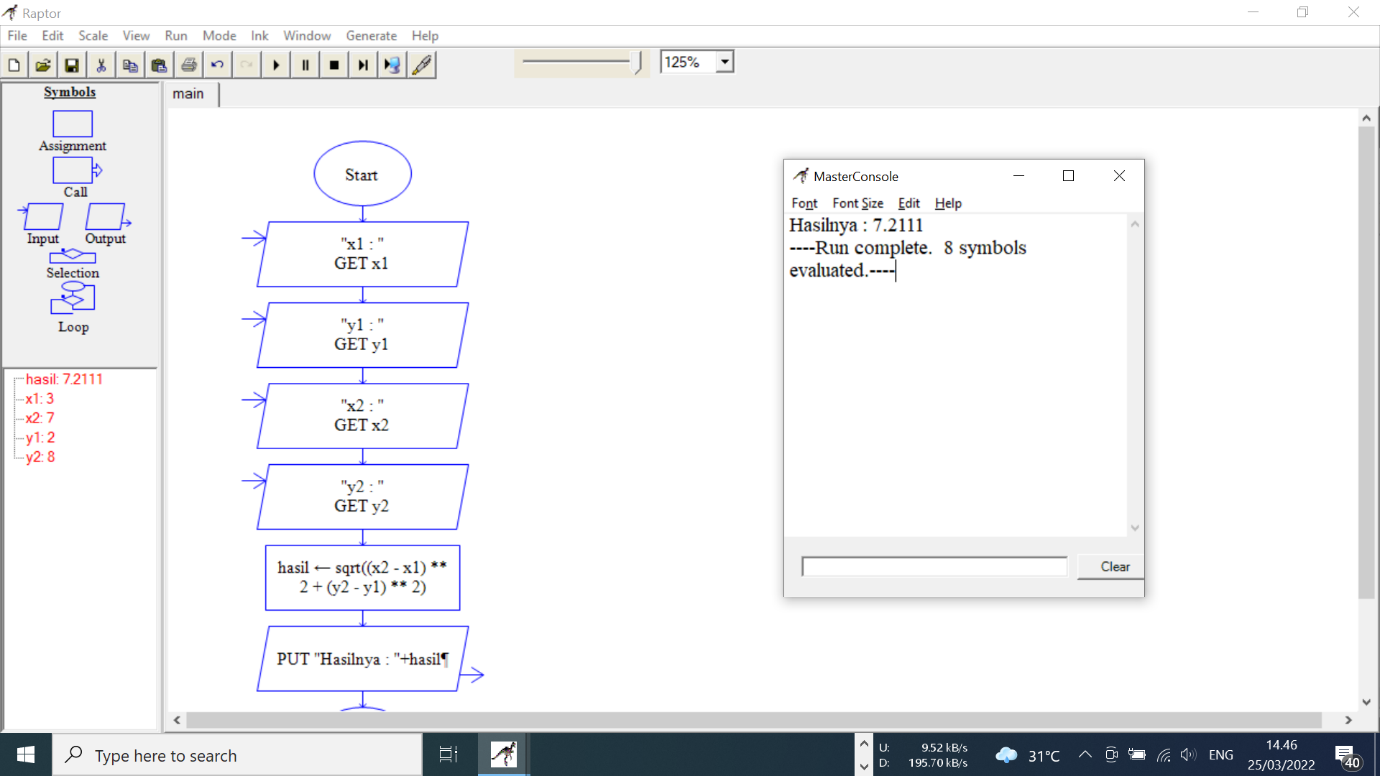 Raptor
File Edit Scale View Run Mode Ink Window Generate Help
125%
Symbols
Assignment
Call
Input Output
Selection
Loop
hasil: 7.2111
x1: 3
x2: 7
y1: 2
y2: 8
main
Start
"x1 : "
GET x1
"y1 : "
GET y1
"x2 : "
GET x2
"y2 : "
GET y2
hasil ← sqrt((x2 - x1) **
2 + (y2 - y1) ** 2)
PUT "Hasilnya : "+hasil¶
MasterConsole
Font Font Size Edit Help
Hasilnya : 7.2111
----Run complete.  8 symbols
evaluated.----
Clear
Type here to search
U: 9.52 kB/s
D: 195.70 kB/s
31°C
ENG
14.46
25/03/2022
40